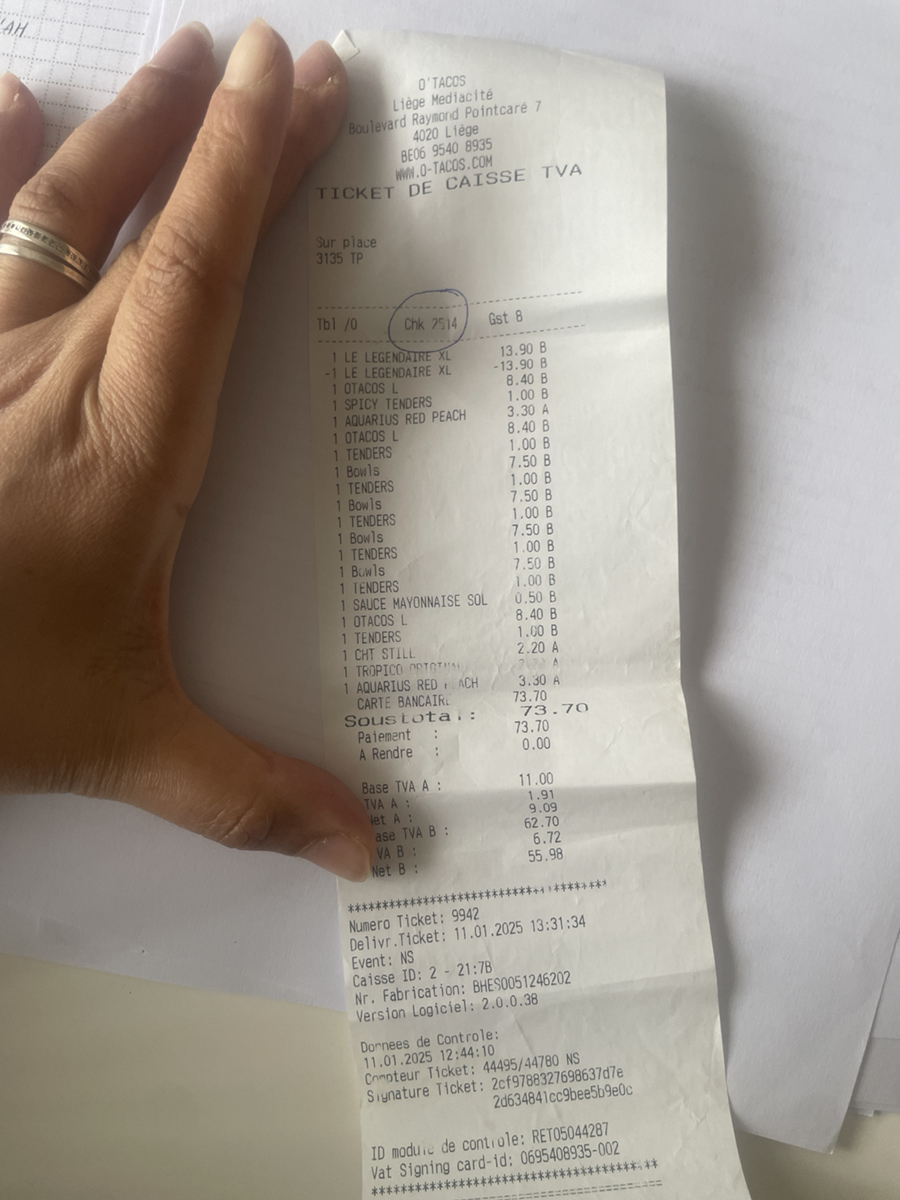 AH
O'TACOS
Liège Mediacité
Boulevard Raymond Pointcaré 7
4020 Liège
BE06 9540 8935
WWW.O-TACOS.COM
TICKET DE CAISSE TVA
Sur place
3135 TP
Tbl /0 Chk 2514 Gst 8
1 LE LEGENDAIRE XL 13.90 B
-1 LE LEGENDAIRE XL -13.90 B
1 OTACOS L 8.40 B
1 SPICY TENDERS 1.00 B
1 AQUARIUS RED PEACH 3.30 A
1 OTACOS L 8.40 B
1 TENDERS 1.00 B
1 Bowls 7.50 B
1 TENDERS 1.00 B
1 Bowls 7.50 B
1 TENDERS 1.00 B
1 Bowls 7.50 B
1 TENDERS 1.00 B
1 Bowls 7.50 B
1 TENDERS 1.00 B
1 SAUCE MAYONNAISE SOL 0.50 B
1 OTACOS L 8.40 B
1 TENDERS 1.00 B
1 CHT STILL 2.20 A
1 TROPICO ORIGINAL A
1 AQUARIUS RED PEACH 3.30 A
CARTE BANCAIRE 73.70
Soustotal: 73.70
Paiement : 73.70
A Rendre : 0.00
Base TVA A : 11.00
TVA A : 1.91
Net A : 9.09
ase TVA B : 62.70
VA B : 6.72
Net B : 55.98
************************************
Numero Ticket: 9942
Delivr.Ticket: 11.01.2025 13:31:34
Event: NS
Caisse ID: 2 - 21:7B
Nr. Fabrication: BHES0051246202
Version Logiciel: 2.0.0.38
Donnees de Controle:
11.01.2025 12:44:10
Compteur Ticket: 44495/44780 NS
Signature Ticket: 2cf9788327698637d7e
2d634841cc9bee5b9e0c
ID module de controle: RET05044287
Vat Signing card-id: 0695408935-002
************************************